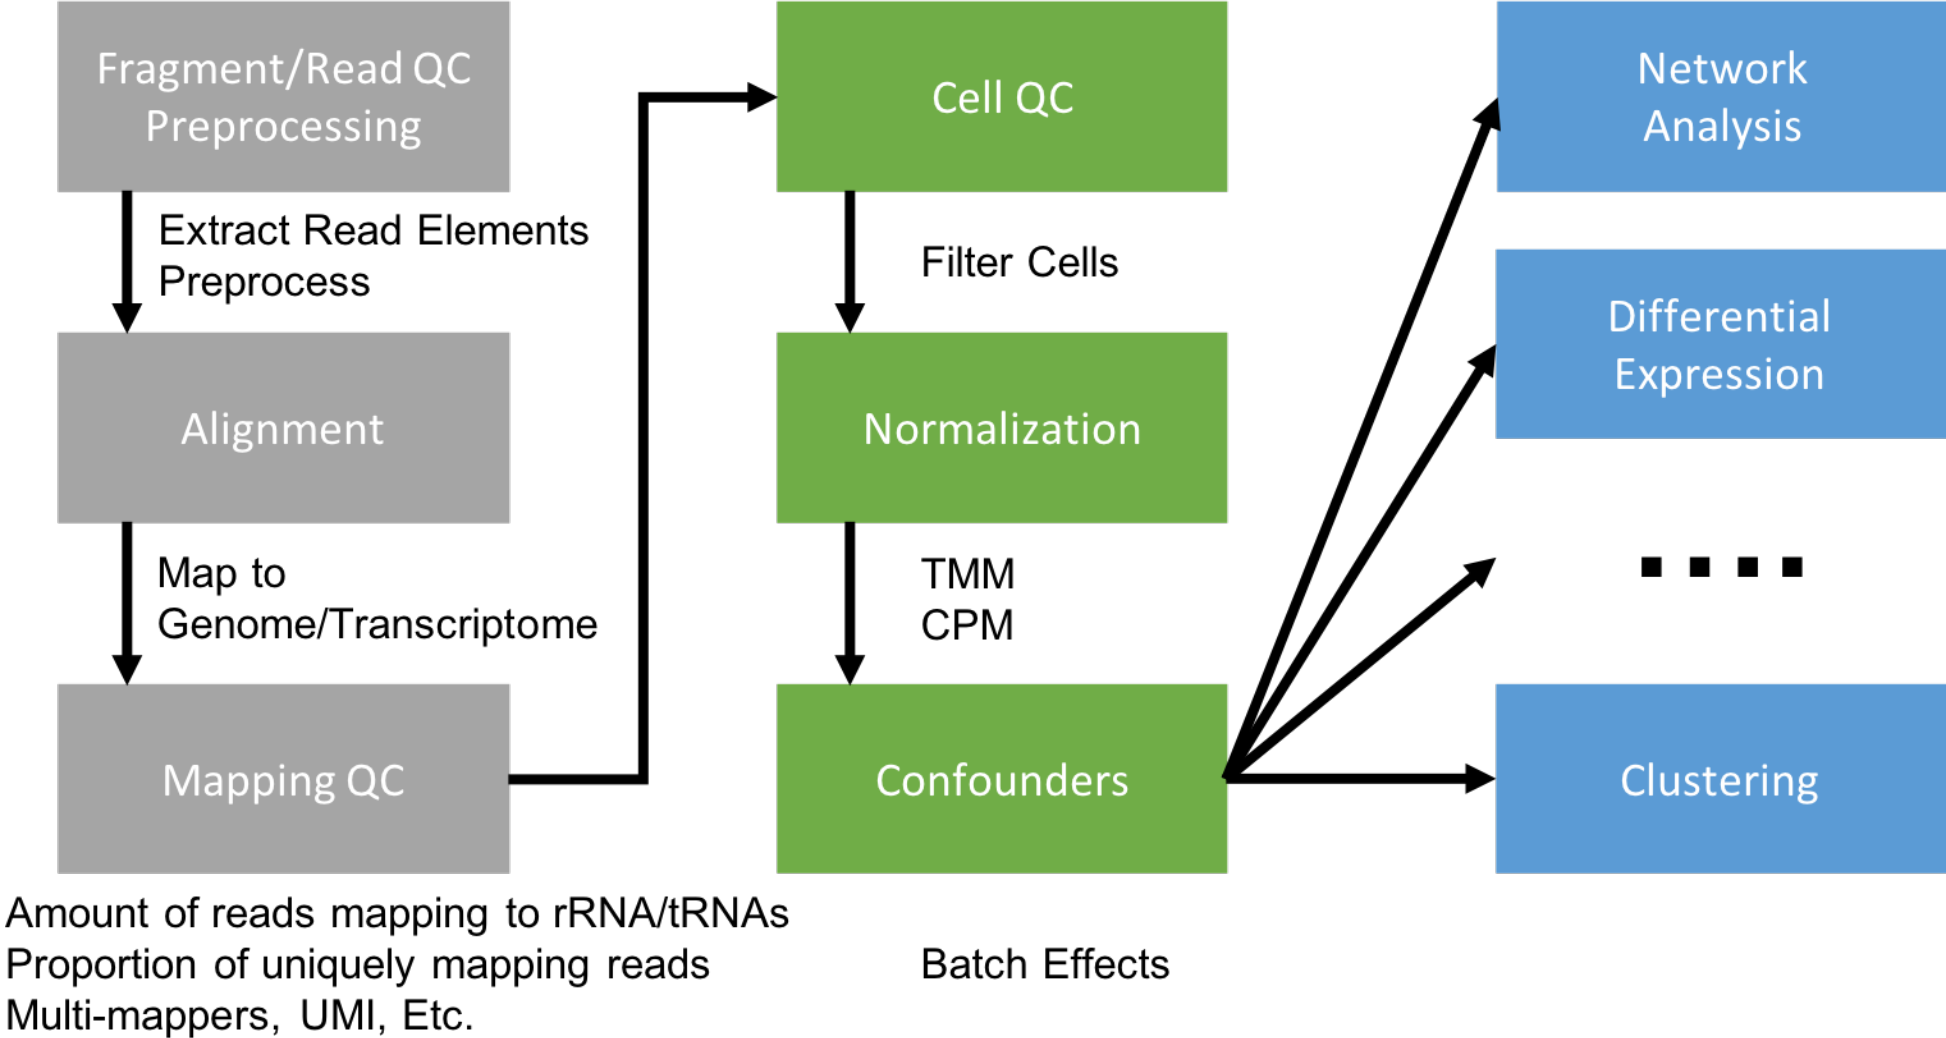 Fragment/Read QC
Preprocessing
Extract Read Elements
Preprocess
Alignment
Map to
Genome/Transcriptome
Mapping QC
Amount of reads mapping to rRNA/tRNAs
Proportion of uniquely mapping reads
Multi-mappers, UMI, Etc.
Cell QC
Filter Cells
Normalization
TMM
CPM
Confounders
Batch Effects
Network
Analysis
Differential
Expression
....
Clustering